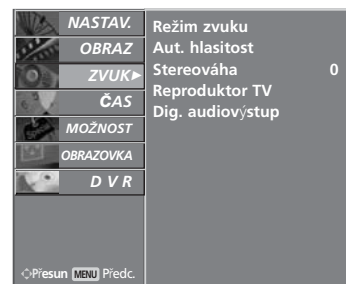 NASTAV.
OBRAZ
ZVUK►
ČAS
MOŽNOST
OBRAZOVKA
D V R
Přesun MENU Předc.
Režim zvuku
Aut. hlasitost
Stereováha 0
Reproduktor TV
Dig. audiovýstup